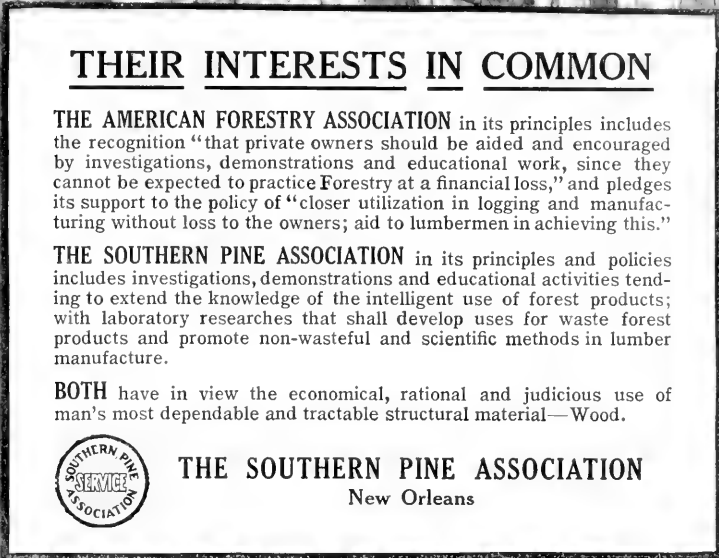 THEIR INTERESTS IN COMMON
THE AMERICAN FORESTRY ASSOCIATION in its principles includes
the recognition “that private owners should be aided and encouraged
by investigations, demonstrations and educational work, since they
cannot be expected to practice Forestry at a financial loss,” and pledges
its support to the policy of “closer utilization in logging and manufac-
turing without loss to the owners; aid to lumbermen in achieving this.”
THE SOUTHERN PINE ASSOCIATION in its principles and policies
includes investigations, demonstrations and educational activities tend-
ing to extend the knowledge of the intelligent use of forest products;
with laboratory researches that shall develop uses for waste forest
products and promote non-wasteful and scientific methods in lumber
manufacture.
BOTH have in view the economical, rational and judicious use of
man’s most dependable and tractable structural material—Wood.
SOUTHERN PINE
SERVICE
ASSOCIATION
THE SOUTHERN PINE ASSOCIATION
New Orleans